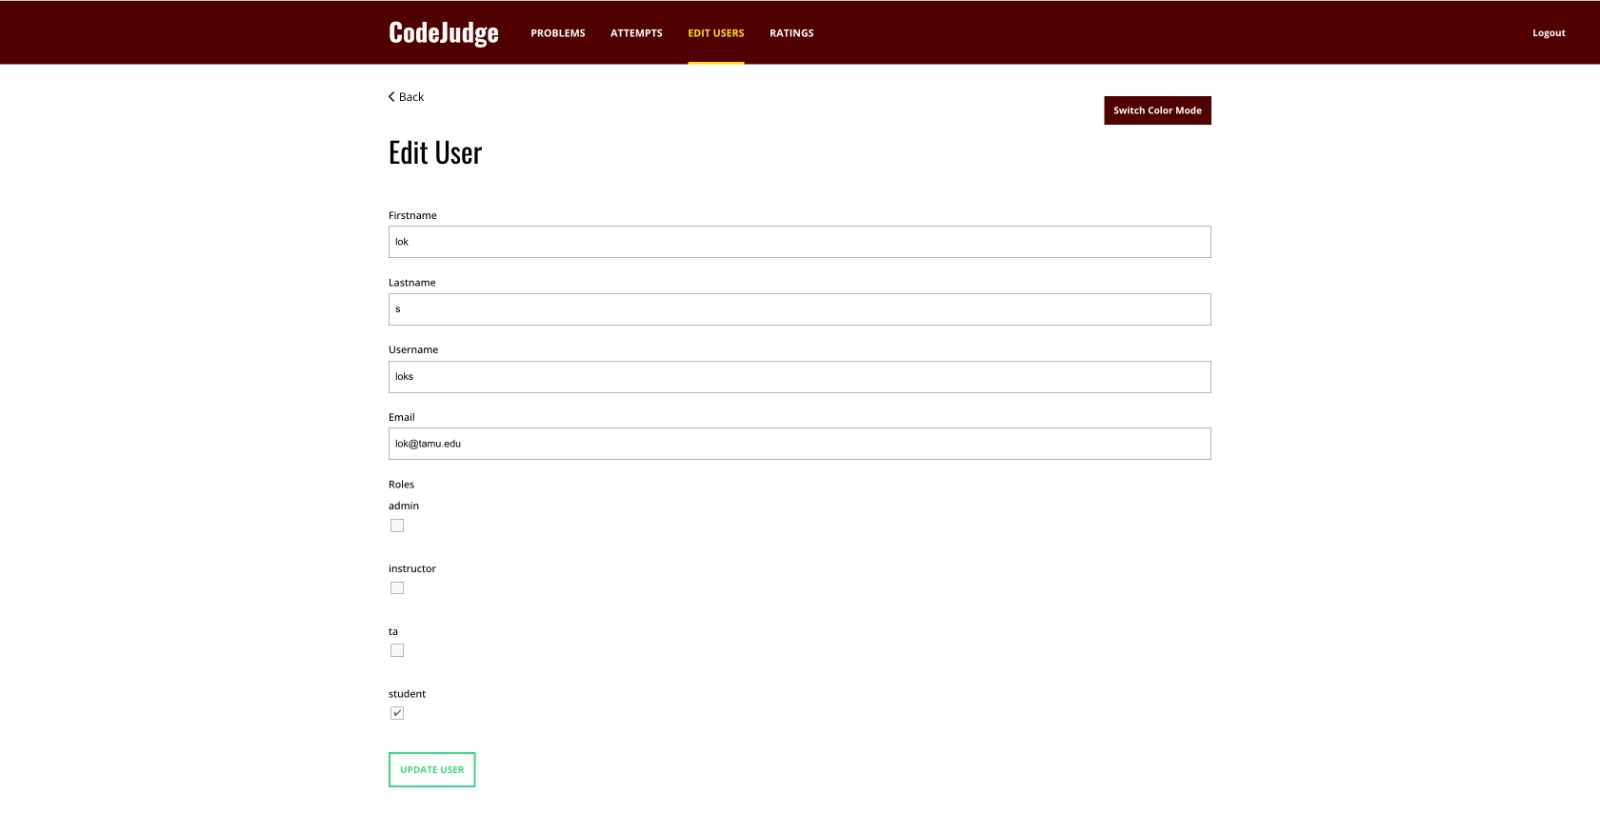 CodeJudge PROBLEMS ATTEMPTS EDIT USERS RATINGS Logout
Back
Switch Color Mode
Edit User
Firstname
lok
Lastname
s
Username
loks
Email
lok@tamu.edu
Roles
admin
instructor
ta
student
UPDATE USER